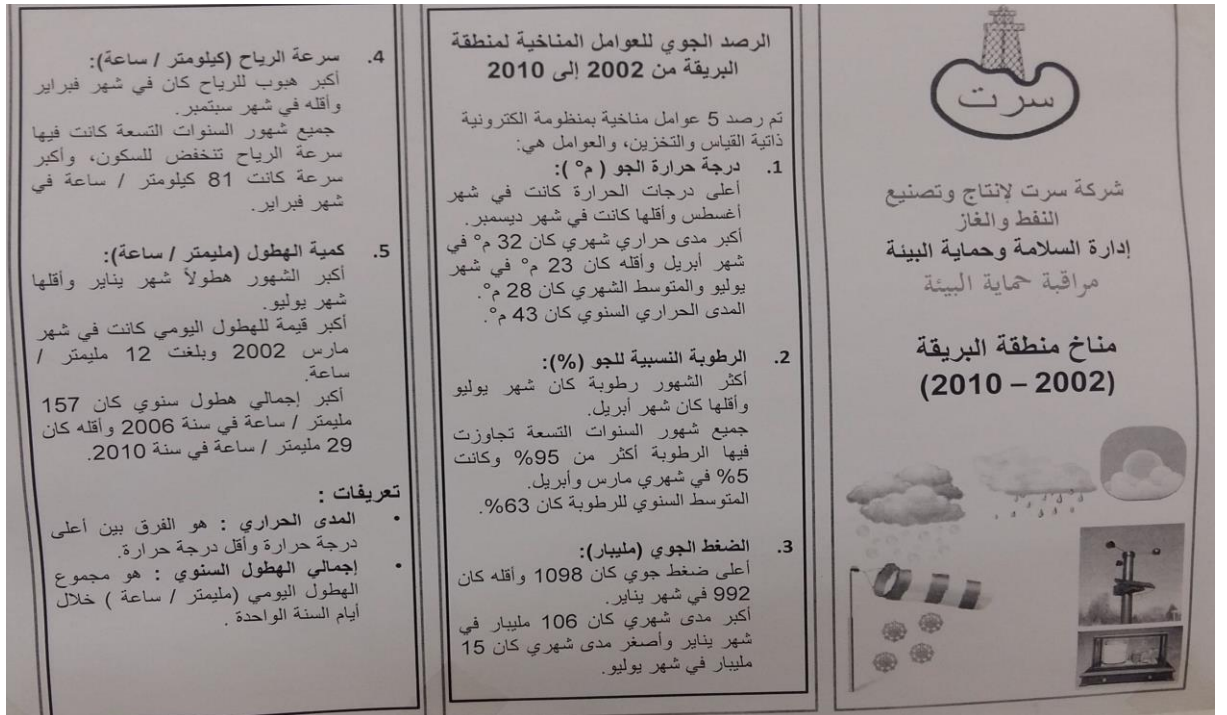 سرت
شركة سرت لإنتاج وتصنيع
النفط والغاز
إدارة السلامة وحماية البيئة
مراقبة حماية البيئة
مناخ منطقة البريقة
(2002 – 2010)
الرصد الجوي للعوامل المناخية لمنطقة
البريقة من 2002 إلى 2010
تم رصد 5 عوامل مناخية بمنظومة الكترونية
ذاتية القياس والتخزين، والعوامل هي:
1. درجة حرارة الجو ( م° ):
أعلى درجات الحرارة كانت في شهر
أغسطس وأقلها كانت في شهر ديسمبر.
أكبر مدى حراري شهري كان 32 م° في
شهر أبريل وأقله كان 23 م° في شهر
يوليو والمتوسط الشهري كان 28 م°.
المدى الحراري السنوي كان 43 م°.
2. الرطوبة النسبية للجو (%):
أكثر الشهور رطوبة كان شهر يوليو
وأقلها كان شهر أبريل.
جميع شهور السنوات التسعة تجاوزت
فيها الرطوبة أكثر من 95% وكانت
5% في شهري مارس وأبريل.
المتوسط السنوي للرطوبة كان 63%.
3. الضغط الجوي (مليبار):
أعلى ضغط جوي كان 1098 وأقله كان
992 في شهر يناير.
أكبر مدى شهري كان 106 مليبار في
شهر يناير وأصغر مدى شهري كان 15
مليبار في شهر يوليو.
4. سرعة الرياح (كيلومتر / ساعة):
أكبر هبوب للرياح كان في شهر فبراير
وأقله في شهر سبتمبر.
جميع شهور السنوات التسعة كانت فيها
سرعة الرياح تنخفض للسكون، وأكبر
سرعة كانت 81 كيلومتر / ساعة في
شهر فبراير.
5. كمية الهطول (مليمتر / ساعة):
أكبر الشهور هطولاً شهر يناير وأقلها
شهر يوليو.
أكبر قيمة للهطول اليومي كانت في شهر
مارس 2002 وبلغت 12 مليمتر /
ساعة.
أكبر إجمالي هطول سنوي كان 157
مليمتر / ساعة في سنة 2006 وأقله كان
29 مليمتر / ساعة في سنة 2010.
تعريفات :
• المدى الحراري : هو الفرق بين أعلى
درجة حرارة وأقل درجة حرارة.
• إجمالي الهطول السنوي : هو مجموع
الهطول اليومي (مليمتر / ساعة ) خلال
أيام السنة الواحدة .